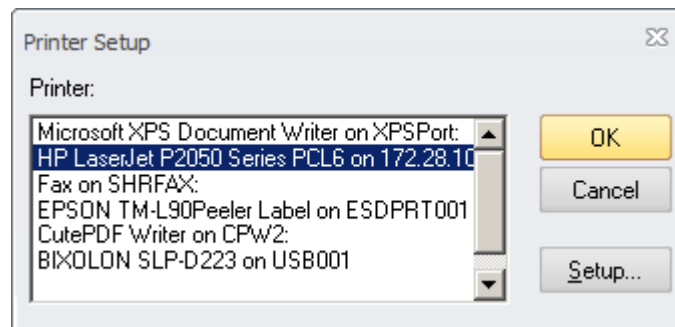 Printer Setup
Printer:
Microsoft XPS Document Writer on XPSPort:
HP LaserJet P2050 Series PCL6 on 172.28.10
Fax on SHRFAX:
EPSON TM-L90Peeler Label on ESDPRT001
CutePDF Writer on CPW2:
BIXOLON SLP-D223 on USB001
OK
Cancel
Setup...